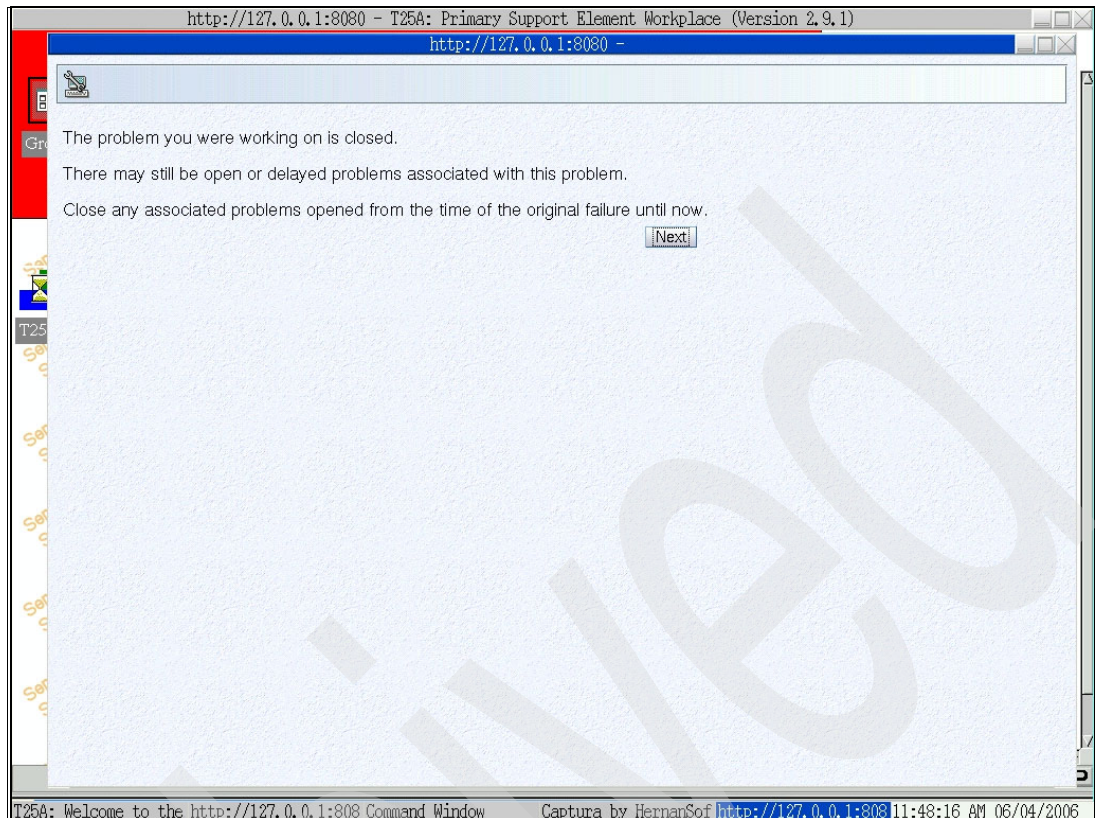 http://127.0.0.1:8080 - T25A: Primary Support Element Workplace (Version 2.9.1)
http://127.0.0.1:8080 -
Gro
The problem you were working on is closed.
There may still be open or delayed problems associated with this problem.
Close any associated problems opened from the time of the original failure until now.
Next
T25
T25A: Welcome to the http://127.0.0.1:808 Command Window Captura by HernanSof http://127.0.0.1:808 11:48:16 AM 06/04/2006